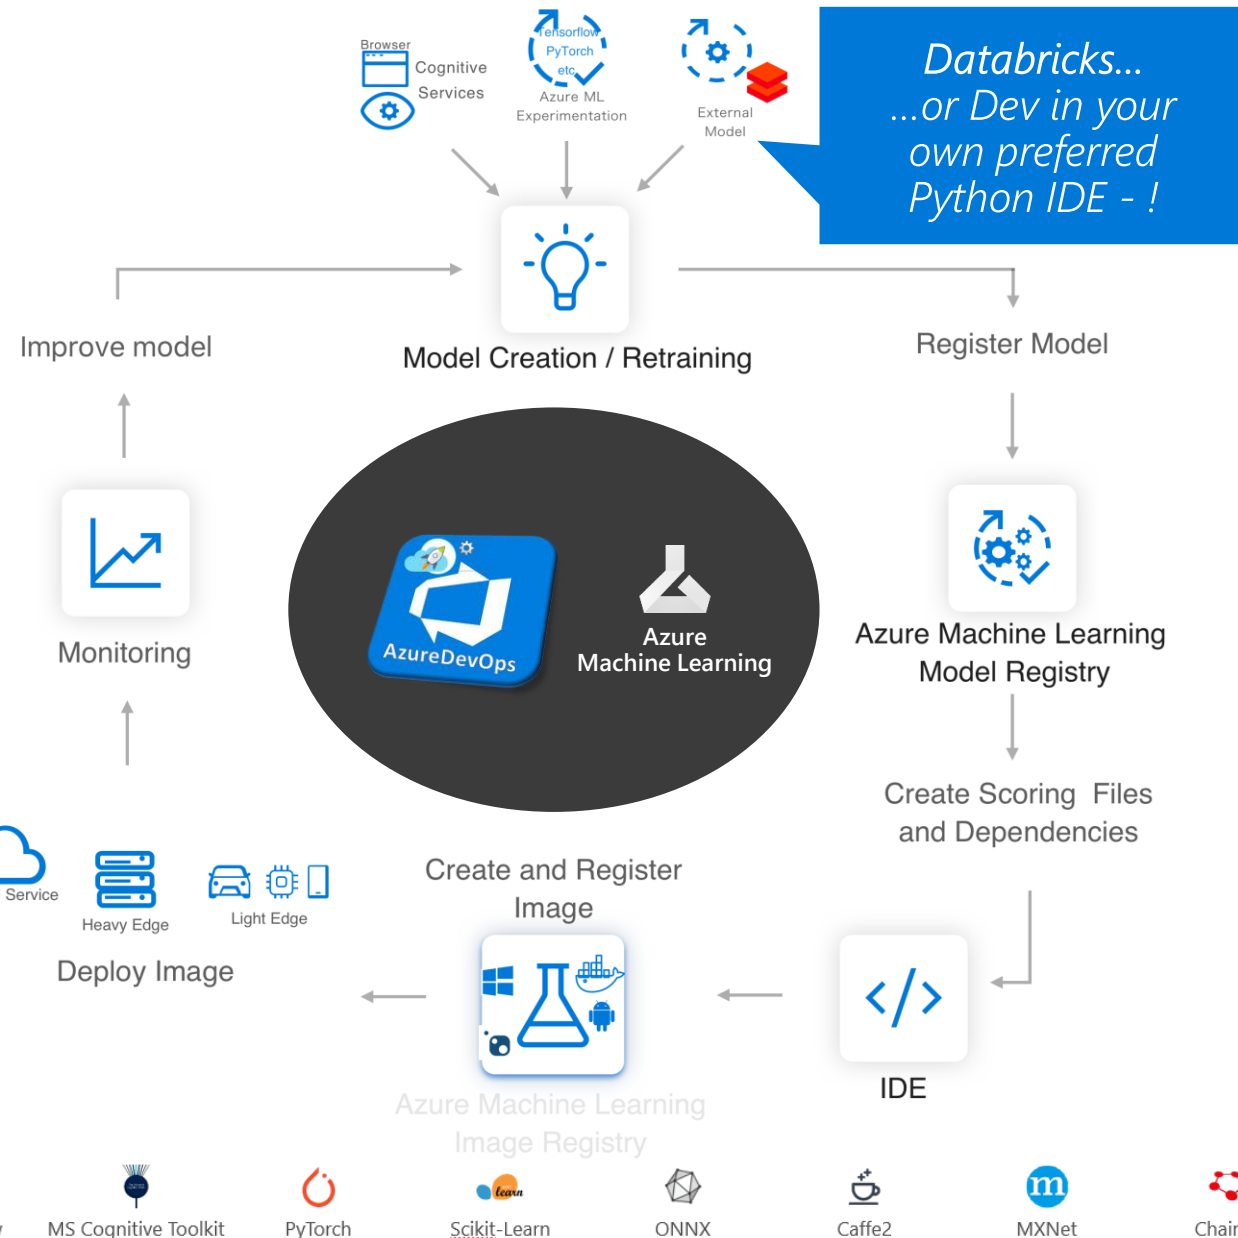 Browser
Cognitive
Services
Tensorflow
PyTorch
etc
Azure ML
Experimentation
External
Model
Databricks...
...or Dev in your
own preferred
Python IDE - !
Improve model
Model Creation / Retraining
Register Model
AzureDevOps
Azure
Machine Learning
Monitoring
Azure Machine Learning
Model Registry
Create Scoring Files
and Dependencies
Service
Heavy Edge
Light Edge
Deploy Image
Create and Register
Image
Azure Machine Learning
Image Registry
IDE
learn
m
MS Cognitive Toolkit
PyTorch
Scikit-Learn
ONNX
Caffe2
MXNet
Chair